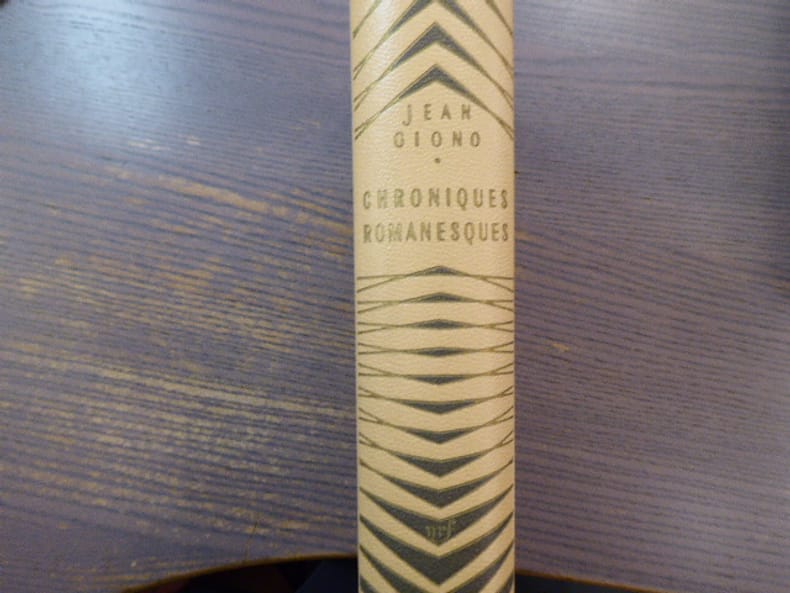 JEAN
GIONO
CHRONIQUES
ROMANESQUES
nrf